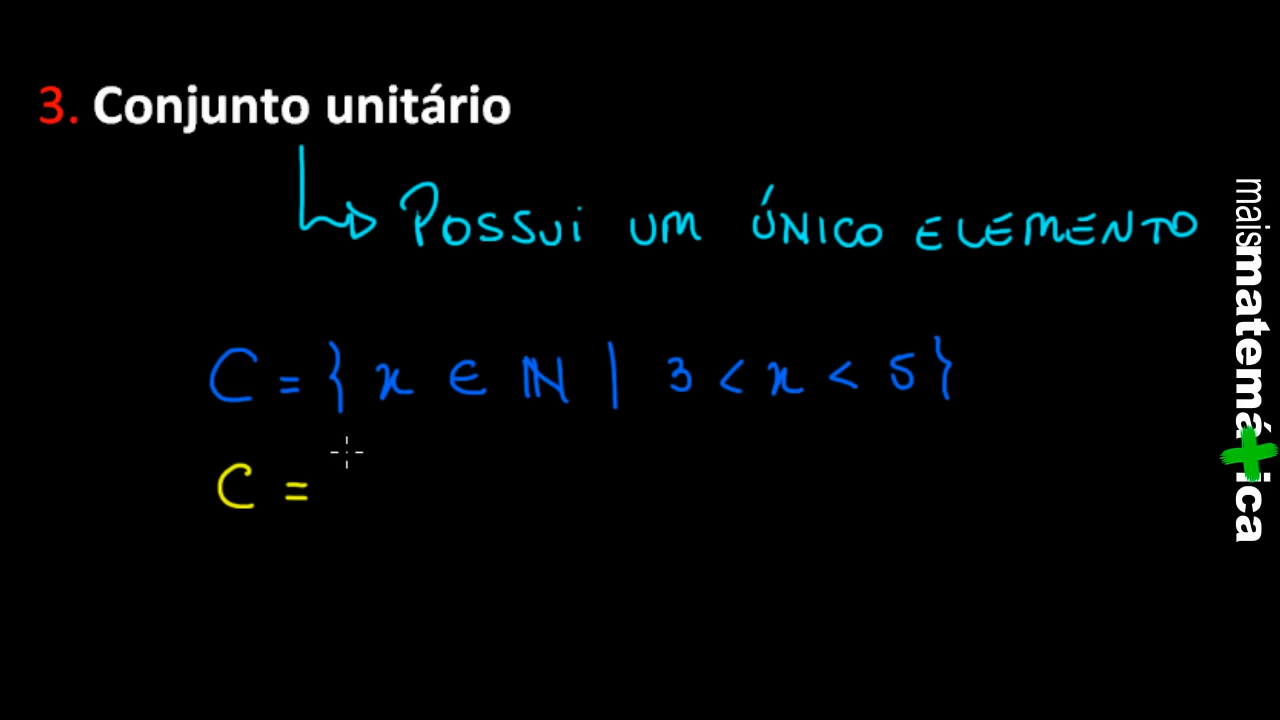 3. Conjunto unitário
Possui um único elemento
C = { x ∈ ℕ | 3 < x < 5 }
C =
maismatemática